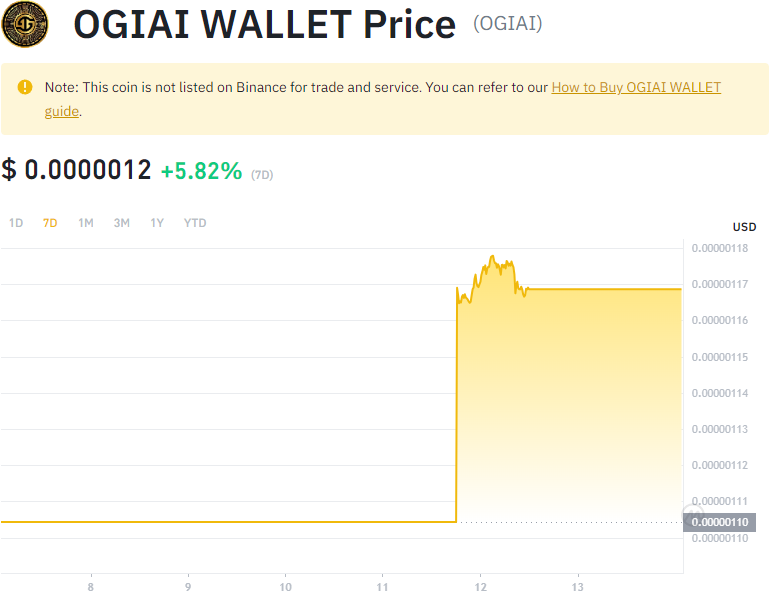 OGIAI WALLET Price (OGIAI)
Note: This coin is not listed on Binance for trade and service. You can refer to our How to Buy OGIAI WALLET
guide.
$ 0.0000012 +5.82% (7D)
1D 7D 1M 3M 1Y YTD
USD
0.00000118
0.00000117
0.00000116
0.00000115
0.00000114
0.00000113
0.00000112
0.00000111
0.00000110
0.00000110
8 9 10 11 12 13